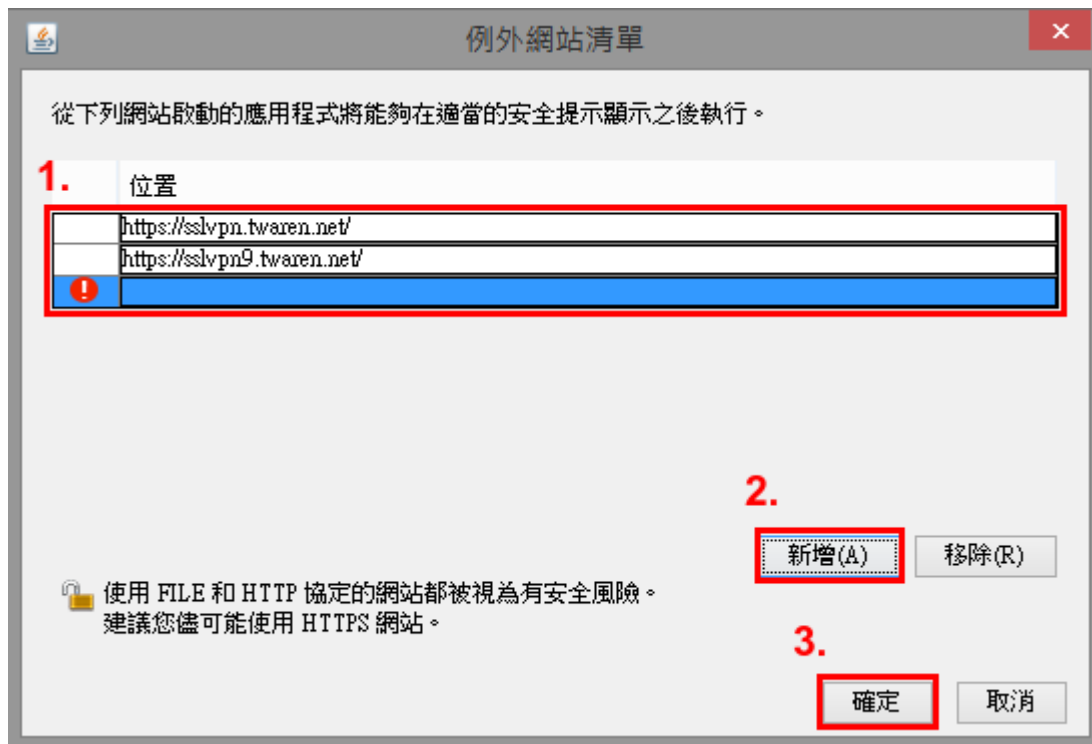 例外網站清單
從下列網站啟動的應用程式將能夠在適當的安全提示顯示之後執行。
1.
位置
https://sslvpn.twaren.net/
https://sslvpn9.twaren.net/
2.
新增(A) 移除(R)
使用 FILE 和 HTTP 協定的網站都被視為有安全風險。
建議您儘可能使用 HTTPS 網站。
3.
確定 取消